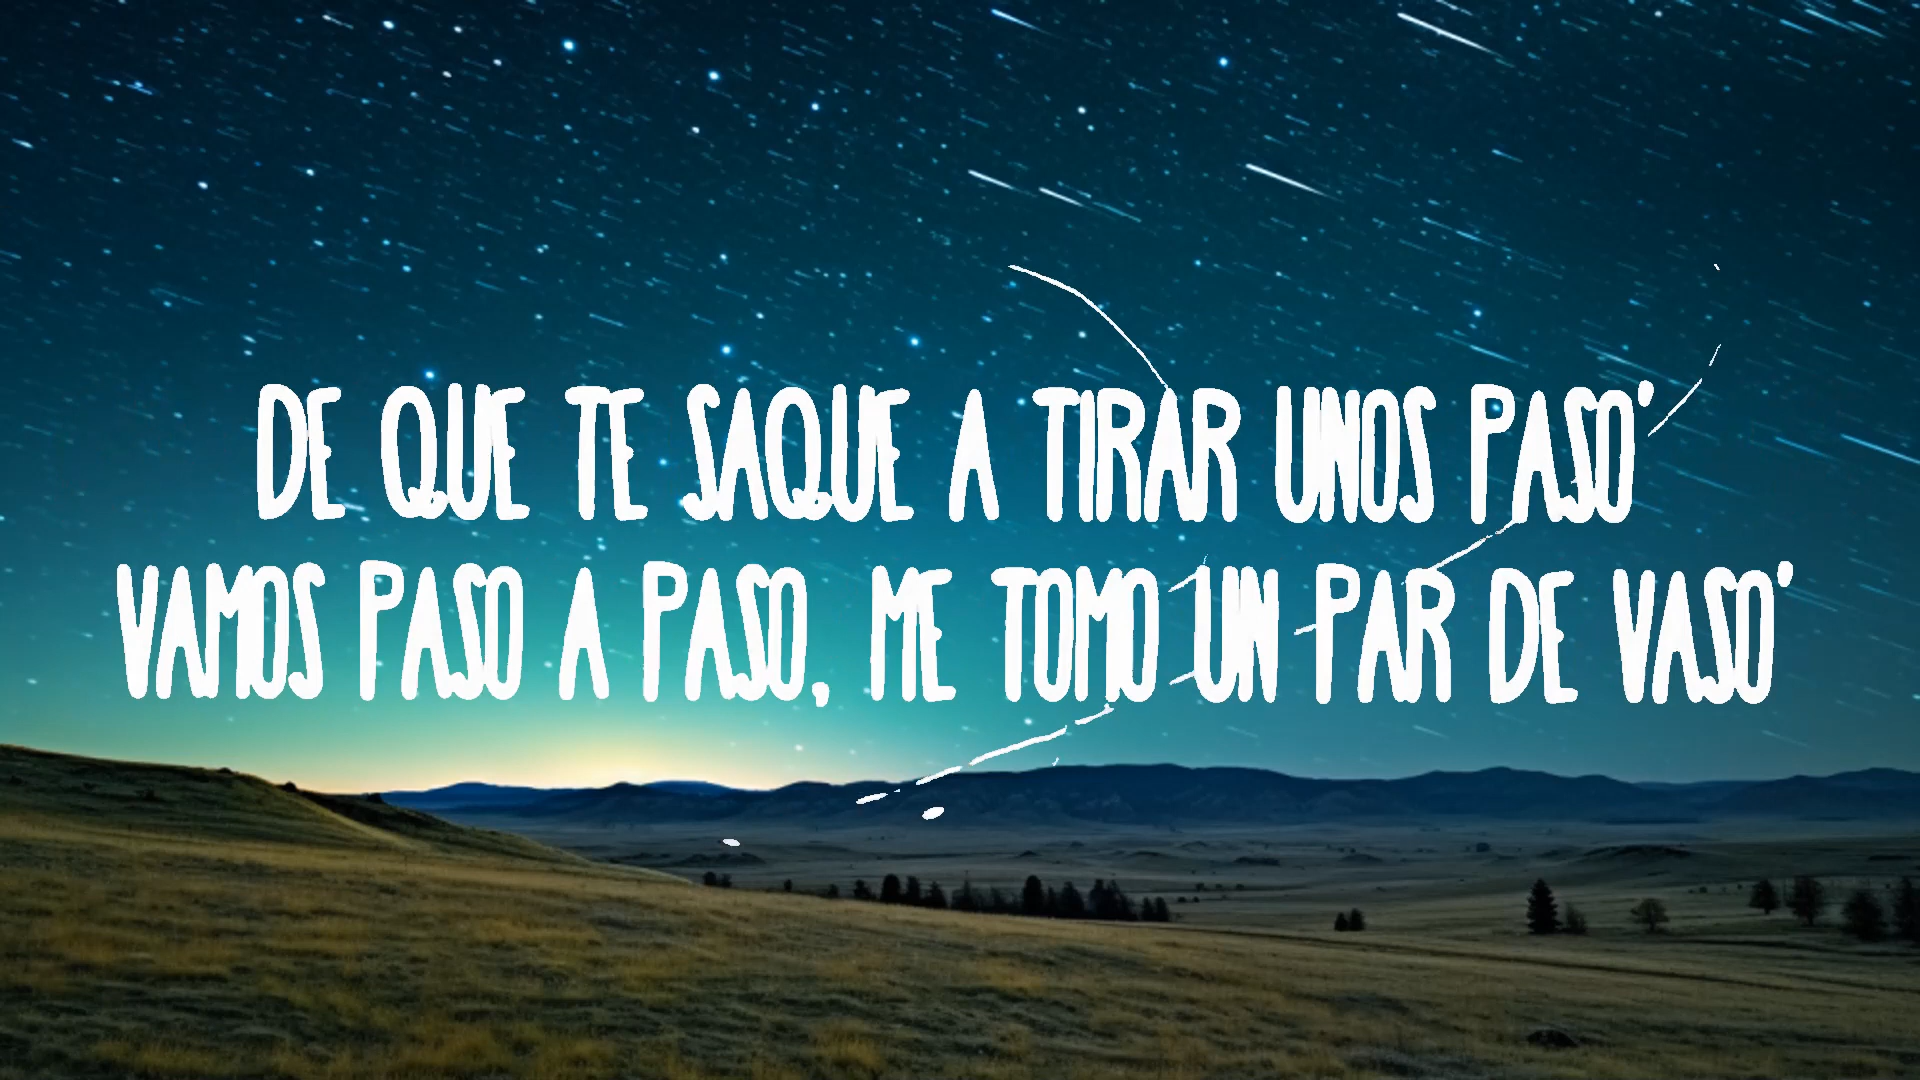 DE QUE TE SAQUE A TIRAR UNOS PASO'
VAMOS PASO A PASO, ME TOMO UN PAR DE VASO'